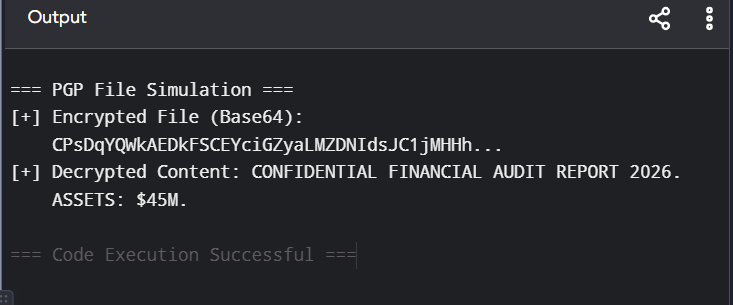 Output
=== PGP File Simulation ===
[+] Encrypted File (Base64):
CPsDqYQWkAEDkFSCEYciGZyaLMZDNIdsJC1jMHHh...
[+] Decrypted Content: CONFIDENTIAL FINANCIAL AUDIT REPORT 2026.
ASSETS: $45M.
=== Code Execution Successful ===